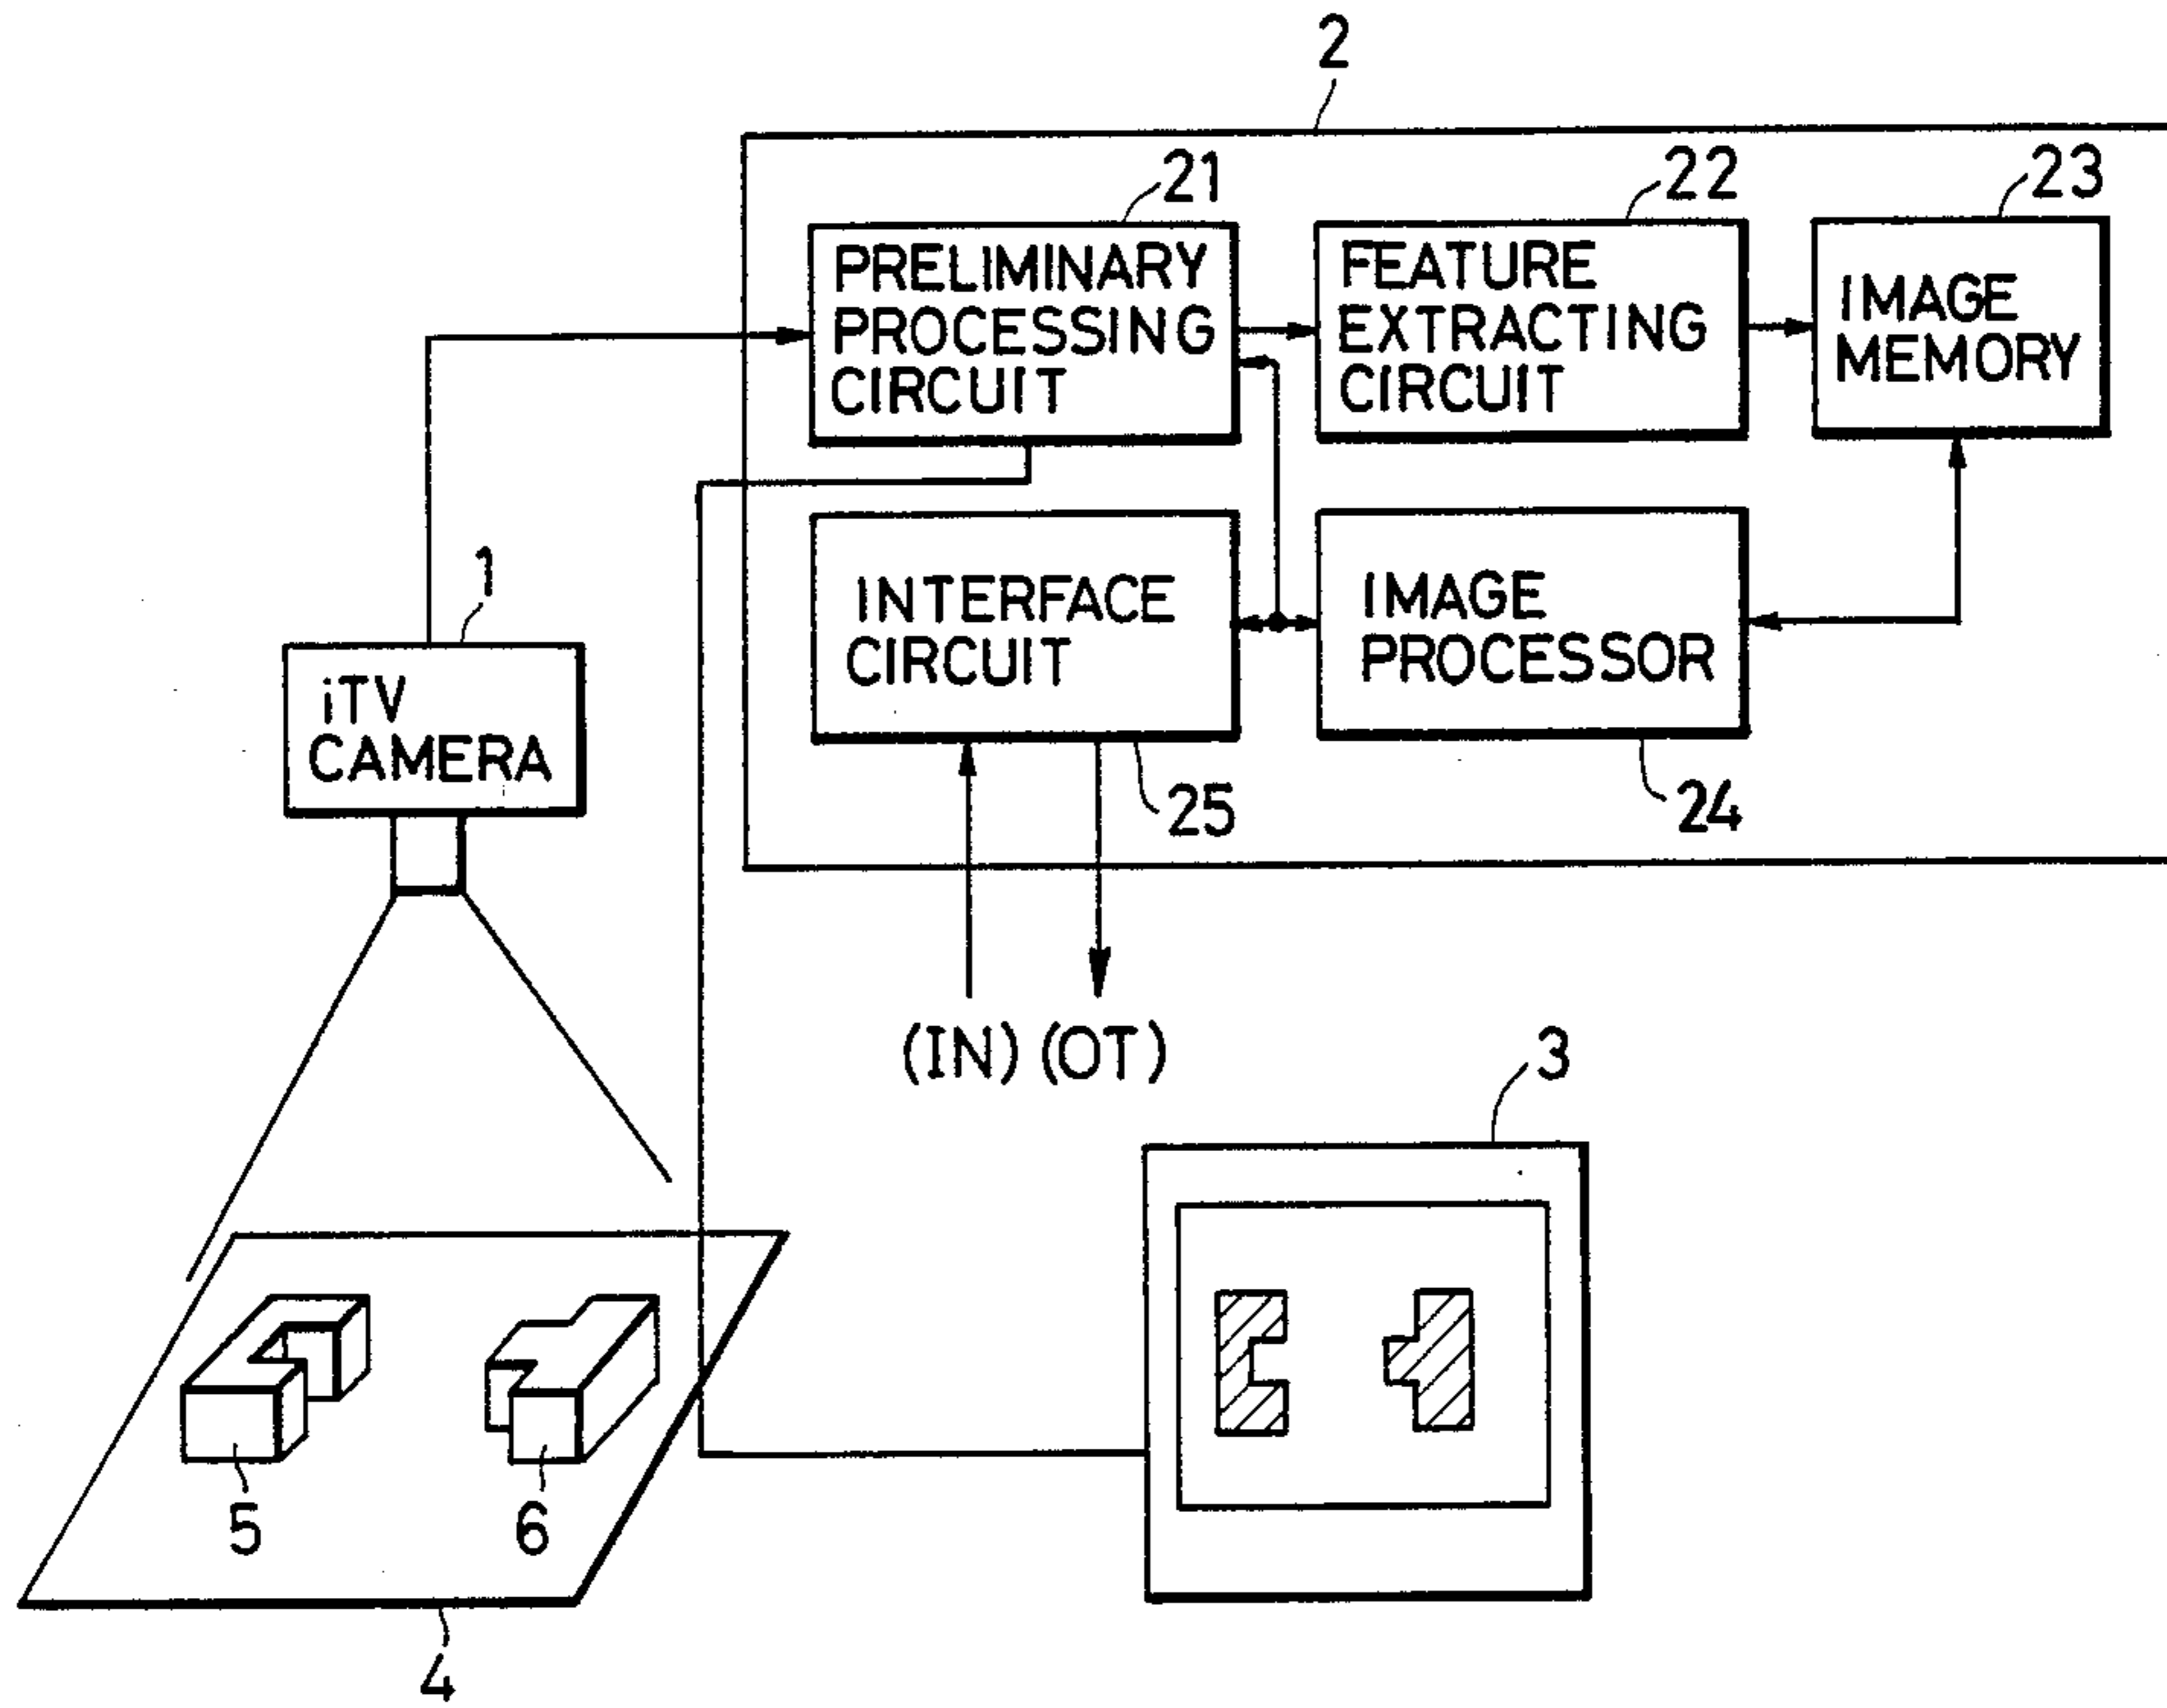 2
21
22
23
PRELIMINARY
PROCESSING
CIRCUIT
FEATURE
EXTRACTING
CIRCUIT
IMAGE
MEMORY
1
iTV
CAMERA
INTERFACE
CIRCUIT
IMAGE
PROCESSOR
25
24
(IN) (OT)
3
5
6
4